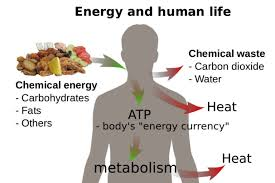 Energy and human life
Chemical waste
- Carbon dioxide
- Water
Chemical energy
- Carbohydrates
- Fats
- Others
Heat
ATP
- body's "energy currency"
Heat
metabolism